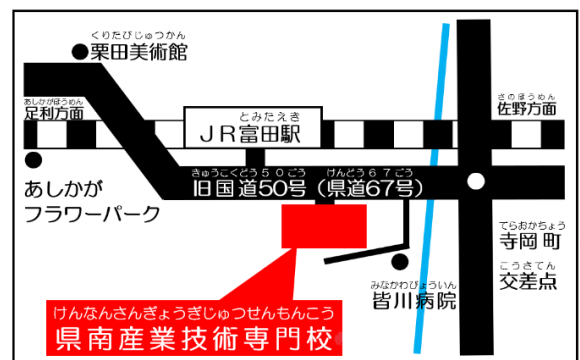 くりたびじゅつかん
栗田美術館
あしかがほうめん
足利方面
とみたえき
JR富田駅
さのほうめん
佐野方面
あしかが
フラワーパーク
きゅうこくどう50ごう けんどう67ごう
旧国道50号(県道67号)
てらおかちょう
寺岡町
こうさてん
交差点
みなかわびょういん
皆川病院
けんなんさんぎょうぎじゅつせんもんこう
県南産業技術専門校